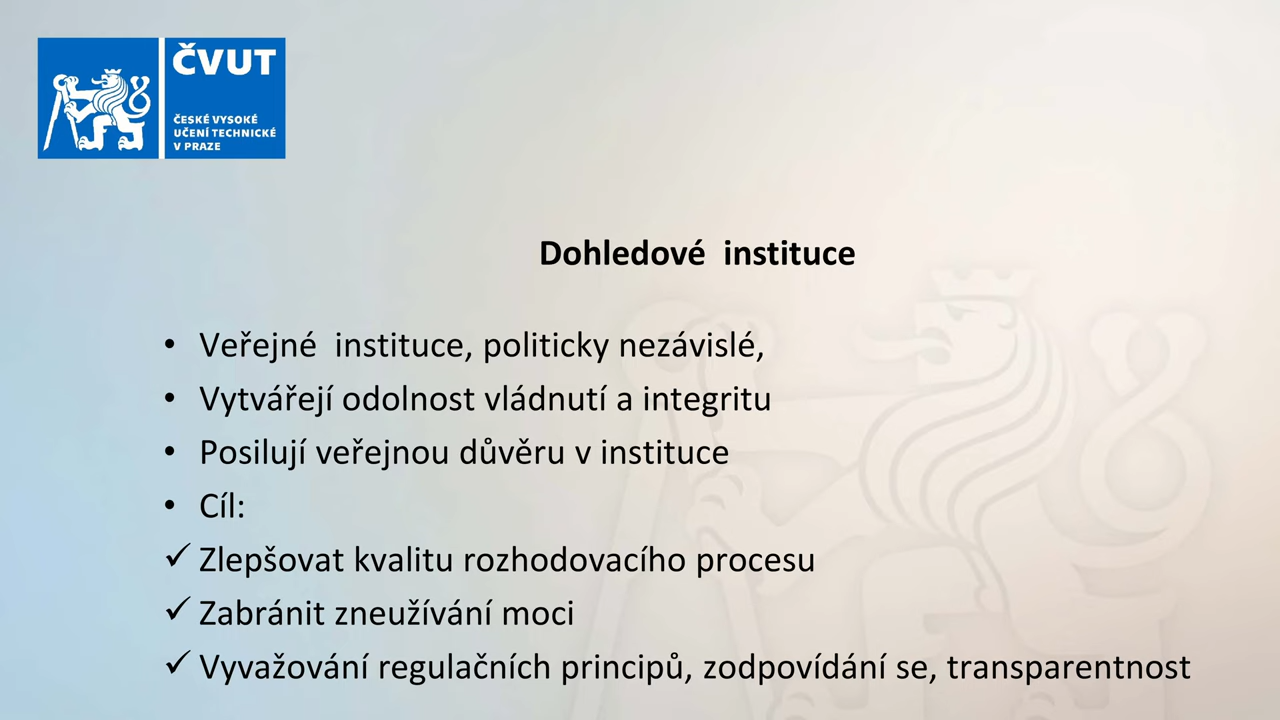 ČVUT
ČESKÉ VYSOKÉ
UČENÍ TECHNICKÉ
V PRAZE
Dohledové  instituce
• Veřejné  instituce, politicky nezávislé,
• Vytvářejí odolnost vládnutí a integritu
• Posilují veřejnou důvěru v instituce
• Cíl:
✓ Zlepšovat kvalitu rozhodovacího procesu
✓ Zabránit zneužívání moci
✓ Vyvažování regulačních principů, zodpovídání se, transparentnost